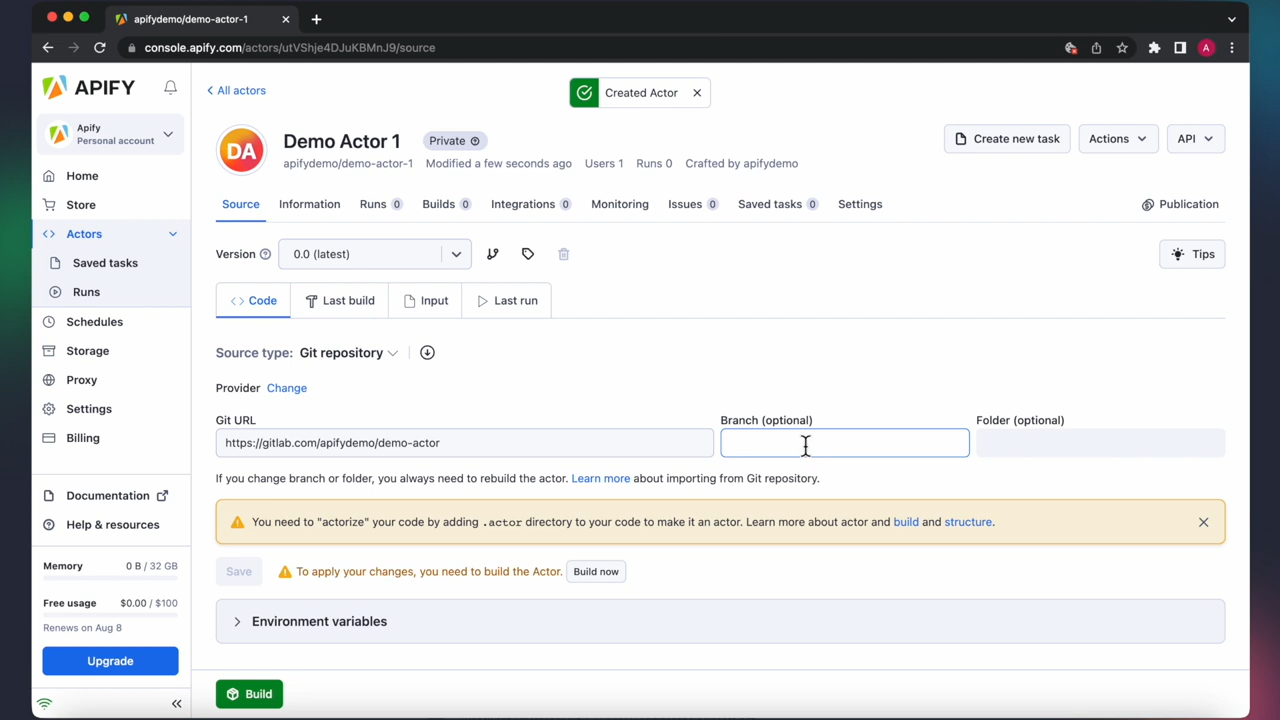 apifydemo/demo-actor-1
console.apify.com/actors/utVShje4DJuKBMnJ9/source
A
APIFY
Apify
Personal account
Home
Store
Actors
Saved tasks
Runs
Schedules
Storage
Proxy
Settings
Billing
Documentation
Help & resources
Memory 0 B / 32 GB
Free usage $0.00 / $100
Renews on Aug 8
Upgrade
All actors
Created Actor
DA
Demo Actor 1 Private
Create new task Actions API
apifydemo/demo-actor-1 Modified a few seconds ago Users 1 Runs 0 Crafted by apifydemo
Source Information Runs 0 Builds 0 Integrations 0 Monitoring Issues 0 Saved tasks 0 Settings Publication
Version 0.0 (latest) Tips
Code Last build Input Last run
Source type: Git repository
Provider Change
Git URL Branch (optional) Folder (optional)
https://gitlab.com/apifydemo/demo-actor
If you change branch or folder, you always need to rebuild the actor. Learn more about importing from Git repository.
You need to "actorize" your code by adding .actor directory to your code to make it an actor. Learn more about actor and build and structure.
Save To apply your changes, you need to build the Actor. Build now
Environment variables
Build